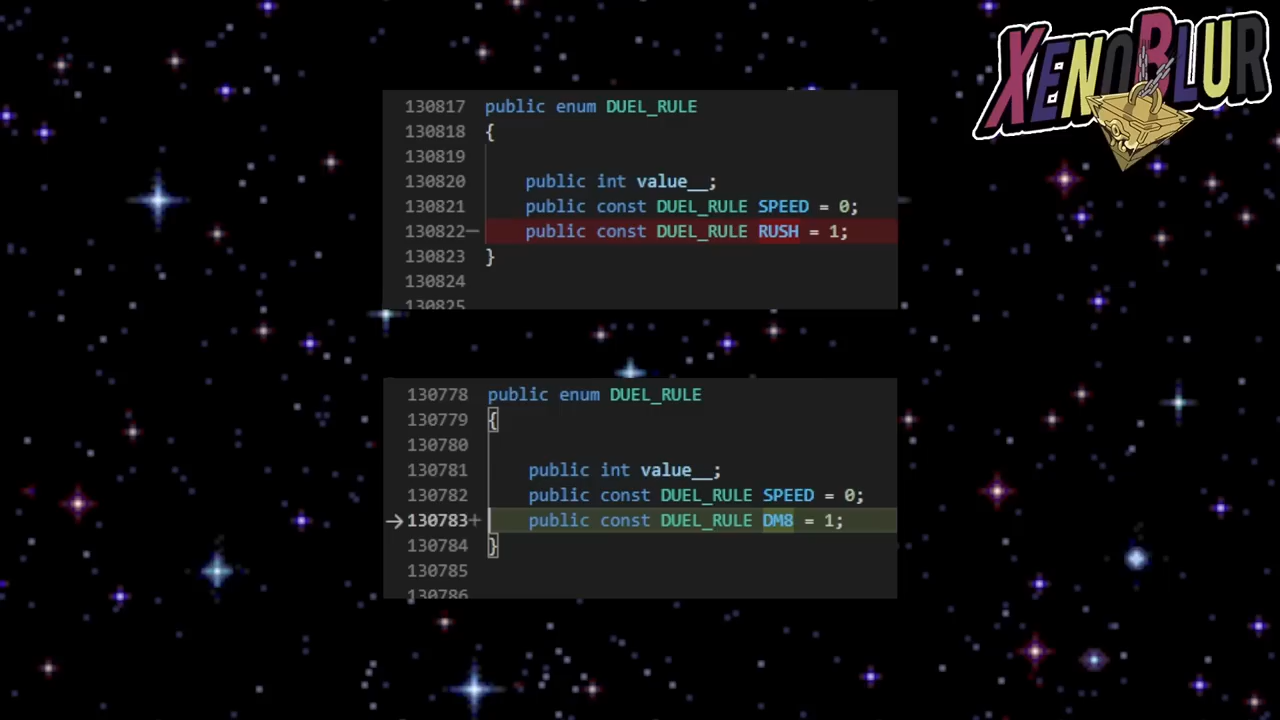 XENOBLUR
130817 public enum DUEL_RULE
130818 {
130819
130820 public int value__;
130821 public const DUEL_RULE SPEED = 0;
130822— public const DUEL_RULE RUSH = 1;
130823 }
130824
130825
130778 public enum DUEL_RULE
130779 {
130780
130781 public int value__;
130782 public const DUEL_RULE SPEED = 0;
→130783+ public const DUEL_RULE DM8 = 1;
130784 }
130785
130786